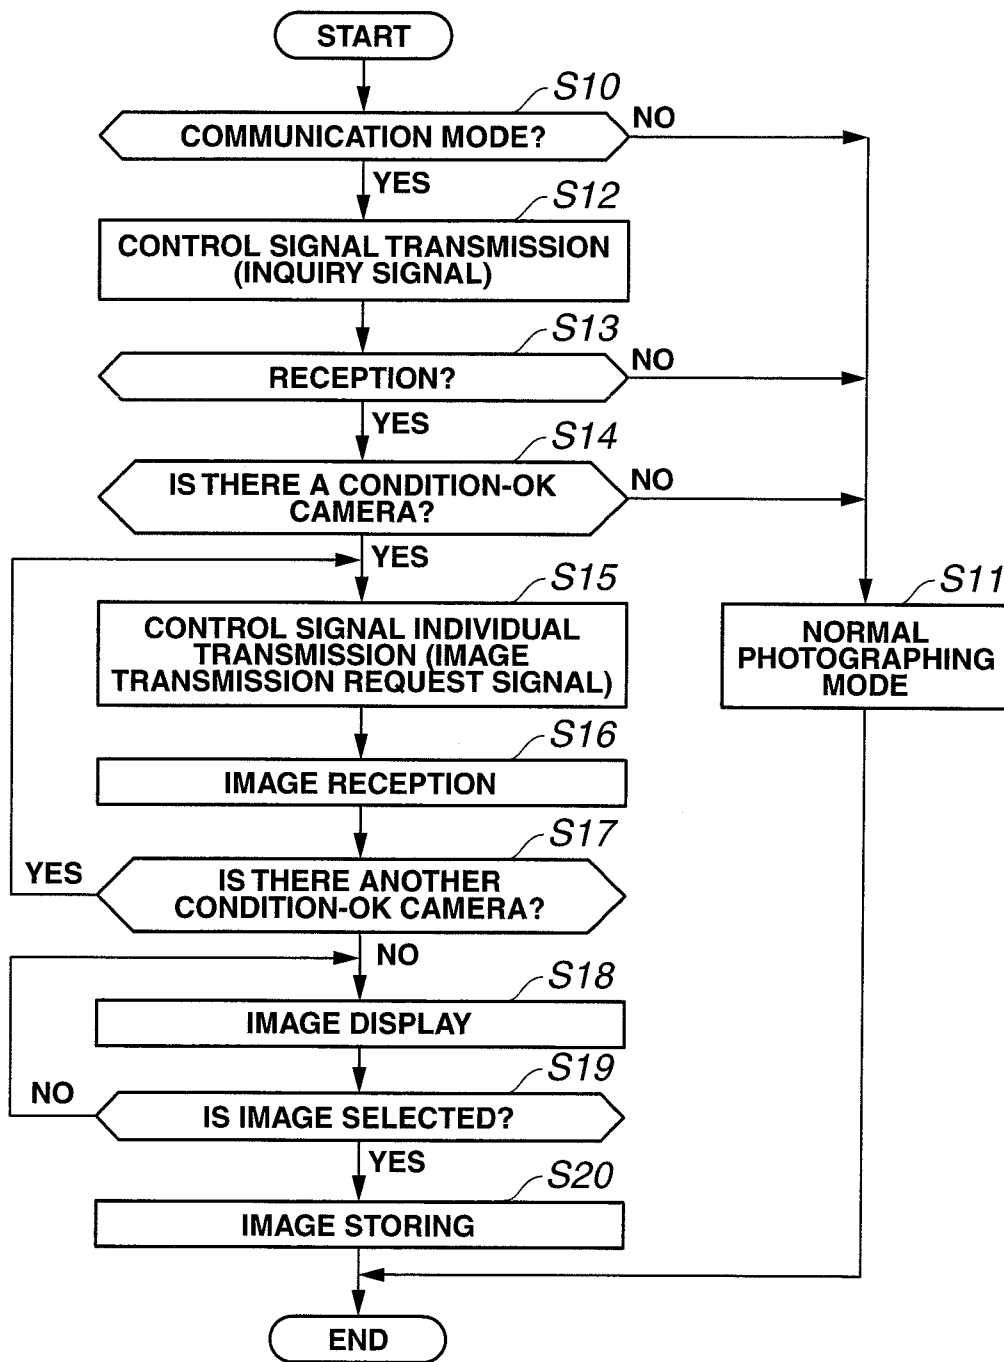 START
S10
COMMUNICATION MODE?
NO
YES
S12
CONTROL SIGNAL TRANSMISSION
(INQUIRY SIGNAL)
S13
RECEPTION?
NO
YES
S14
IS THERE A CONDITION-OK
CAMERA?
NO
YES
S15
CONTROL SIGNAL INDIVIDUAL
TRANSMISSION (IMAGE
TRANSMISSION REQUEST SIGNAL)
S11
NORMAL
PHOTOGRAPHING
MODE
S16
IMAGE RECEPTION
S17
IS THERE ANOTHER
CONDITION-OK CAMERA?
YES
NO
S18
IMAGE DISPLAY
S19
IS IMAGE SELECTED?
NO
YES
S20
IMAGE STORING
END